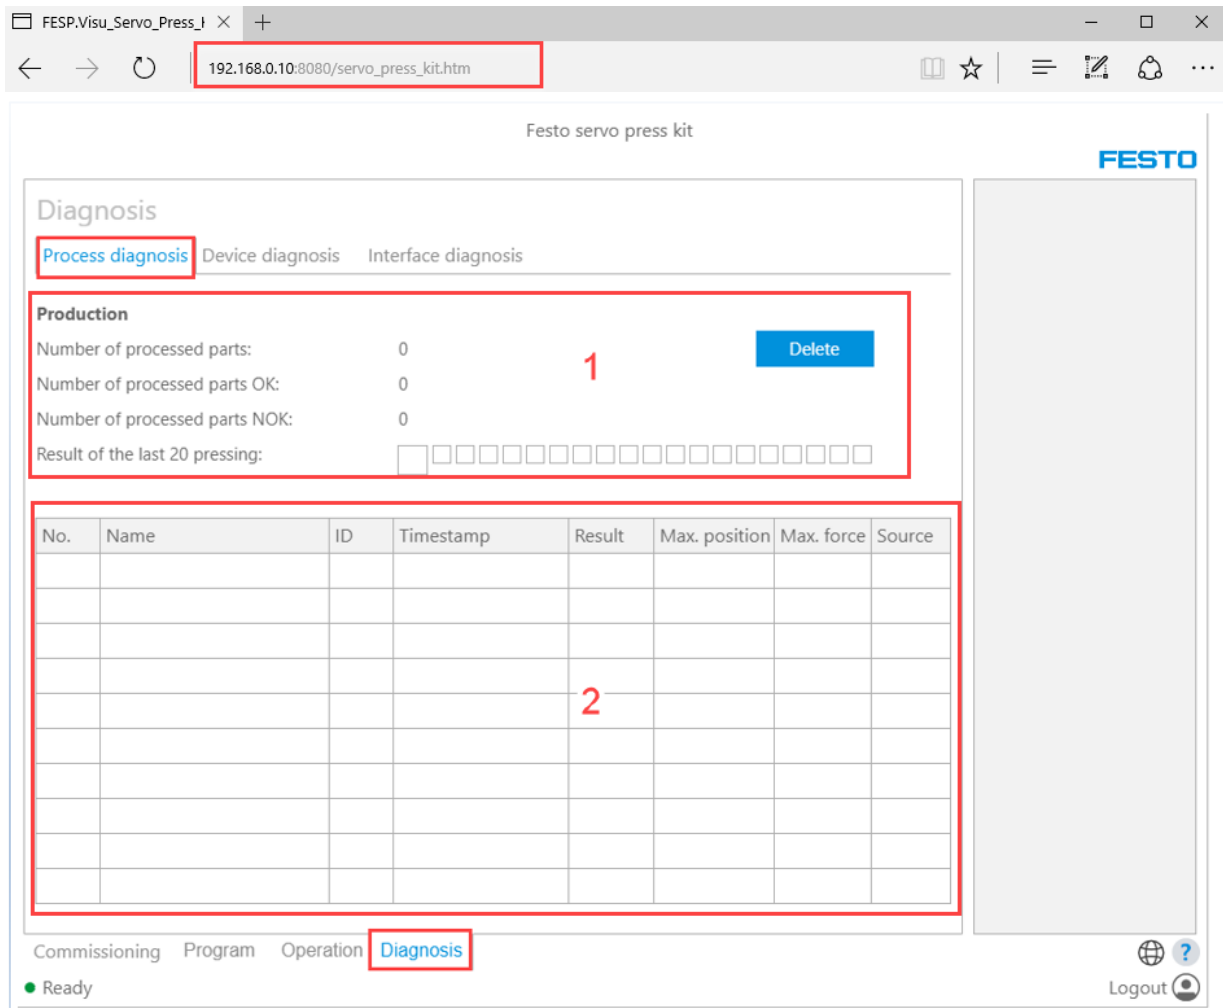 FESP.Visu_Servo_Press_
192.168.0.10:8080/servo_press_kit.htm
Festo servo press kit
FESTO
Diagnosis
Process diagnosis Device diagnosis Interface diagnosis
Production
Number of processed parts: 0 Delete
1
Number of processed parts OK: 0
Number of processed parts NOK: 0
Result of the last 20 pressing:
No. Name ID Timestamp Result Max. position Max. force Source
2
Commissioning Program Operation Diagnosis
?
Ready Logout